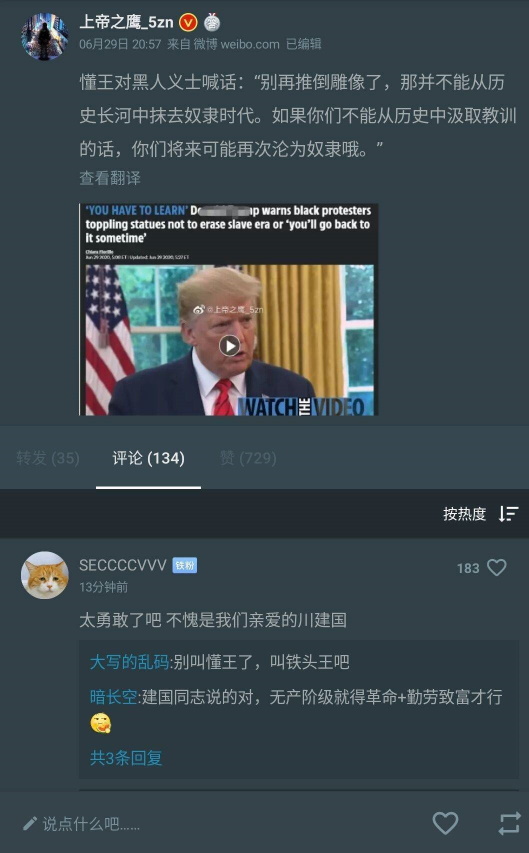 上帝之鹰_5zn
06月29日 20:57 来自 微博 weibo.com 已编辑
懂王对黑人义士喊话：“别再推倒雕像了，那并不能从历
史长河中抹去奴隶时代。如果你们不能从历史中汲取教训
的话，你们将来可能再次沦为奴隶哦。”
查看翻译
'YOU HAVE TO LEARN' warns black protesters
toppling statues not to erase slave era or 'you'll go back to
it sometime'
@上帝之鹰_5zn
WATCH THE VIDEO
转发 (35) 评论 (134) 赞 (729)
按热度
SECCCCVVV 铁粉 183
13分钟前
太勇敢了吧 不愧是我们亲爱的川建国
大写的乱码:别叫懂王了，叫铁头王吧
暗长空:建国同志说的对，无产阶级就得革命+勤劳致富才行
共3条回复
说点什么吧......